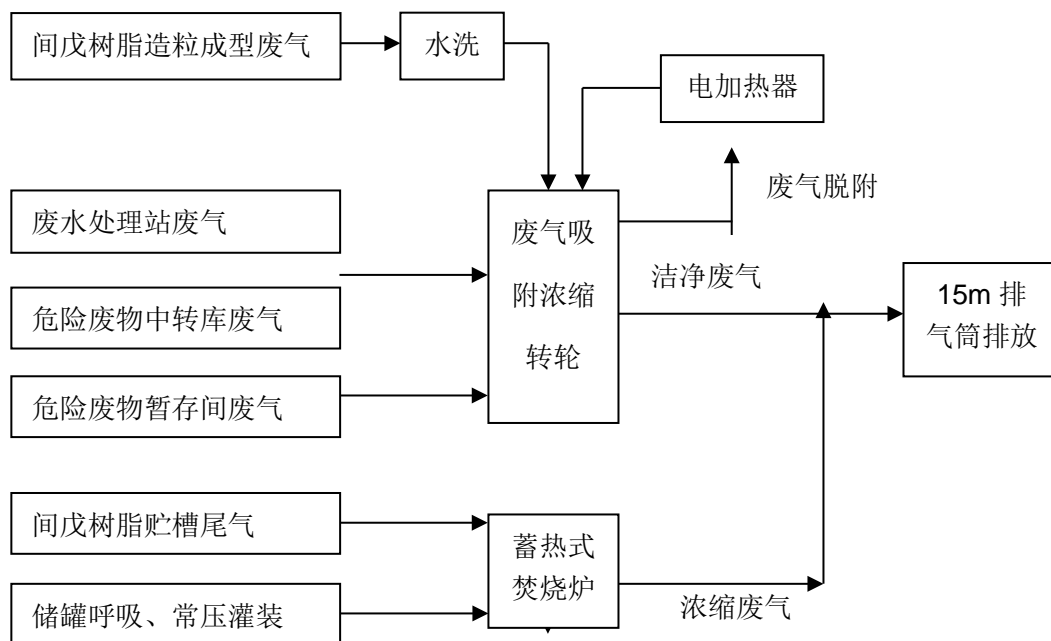 间戊树脂造粒成型废气
水洗
电加热器
废气脱附
废水处理站废气
废气吸
附浓缩
转轮
洁净废气
危险废物中转库废气
15m 排
气筒排放
危险废物暂存间废气
间戊树脂贮槽尾气
蓄热式
焚烧炉
储罐呼吸、常压灌装
浓缩废气